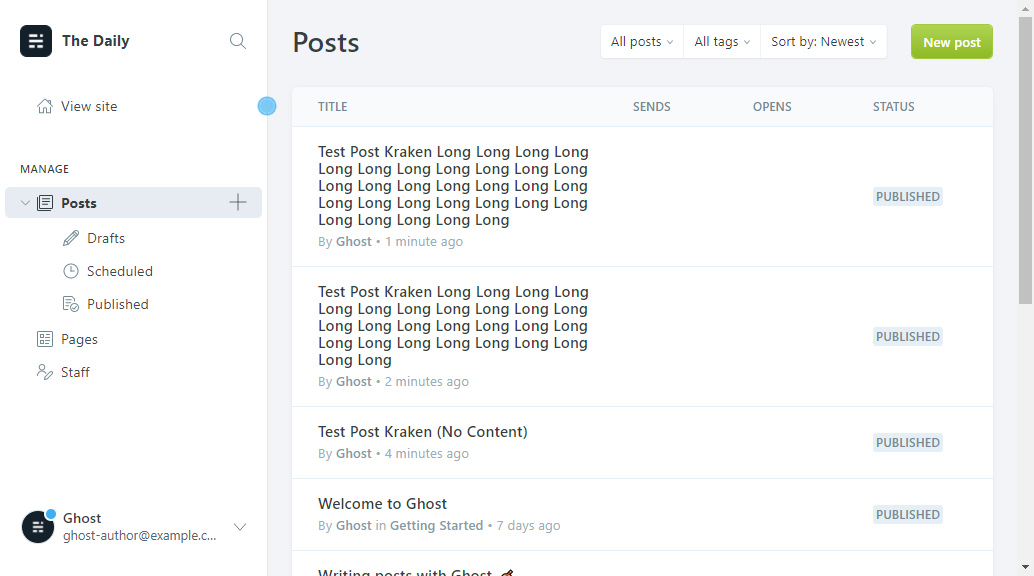 The Daily
View site
MANAGE
Posts
Drafts
Scheduled
Published
Pages
Staff
Ghost
ghost-author@example.c...
Posts
All posts
All tags
Sort by: Newest
New post
TITLE SENDS OPENS STATUS
Test Post Kraken Long Long Long Long
Long Long Long Long Long Long Long
Long Long Long Long Long Long Long
Long Long Long Long Long Long Long
Long Long Long Long Long
By Ghost • 1 minute ago
PUBLISHED
Test Post Kraken Long Long Long Long
Long Long Long Long Long Long Long
Long Long Long Long Long Long Long
Long Long Long Long Long Long Long
Long Long
By Ghost • 2 minutes ago
PUBLISHED
Test Post Kraken (No Content)
By Ghost • 4 minutes ago
PUBLISHED
Welcome to Ghost
By Ghost in Getting Started • 7 days ago
PUBLISHED
Writing posts with Ghost